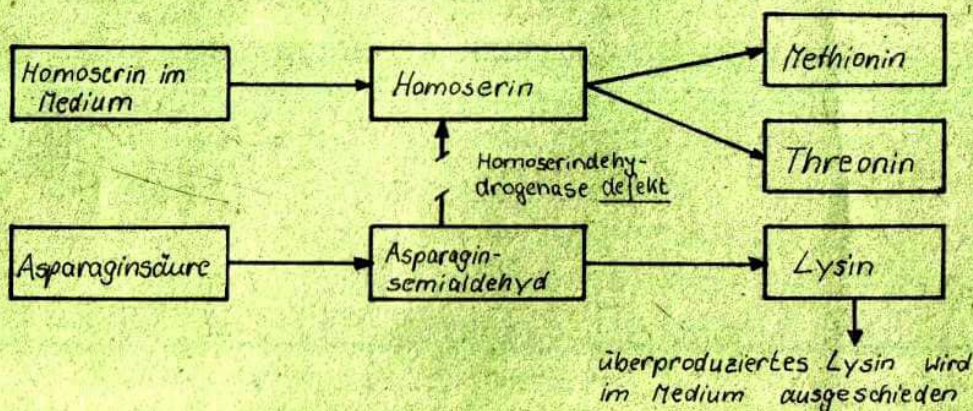 Homoserin im
Medium
Homoserin
Methionin
Threonin
Homoserindehy-
drogenase defekt
Asparaginsäure
Asparagin-
semialdehyd
Lysin
überproduziertes Lysin wird
im Medium ausgeschieden